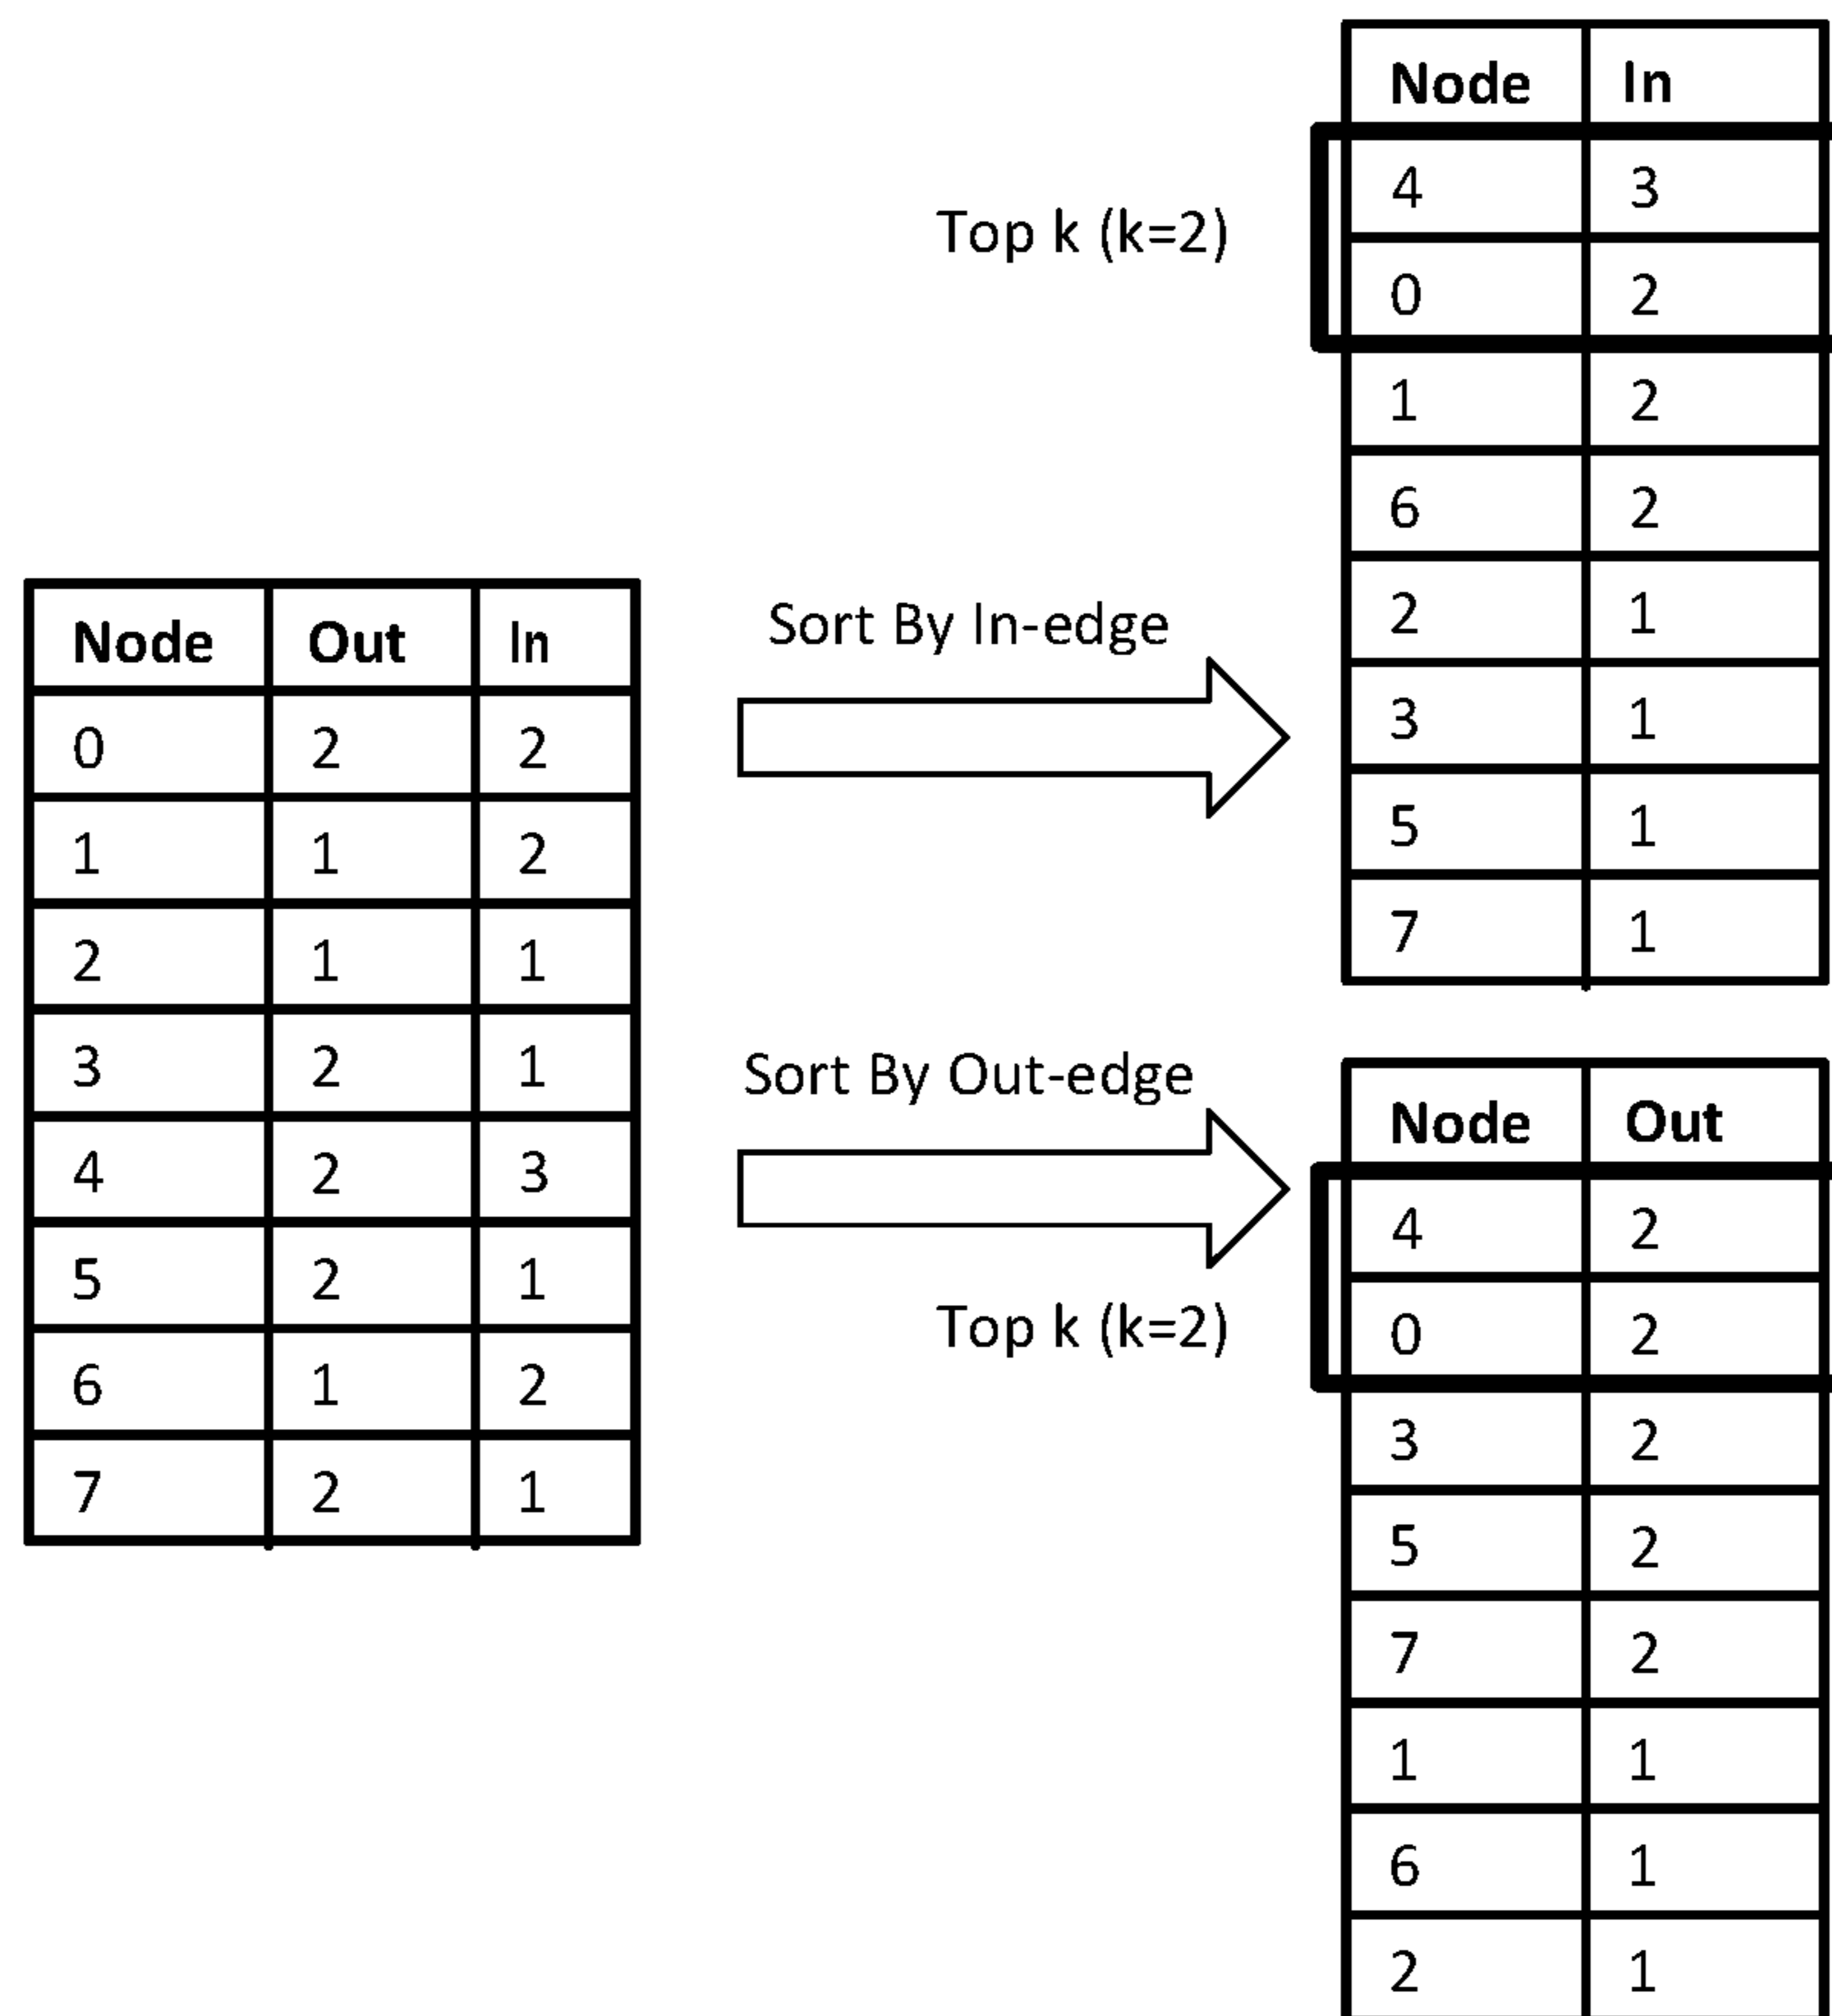 Node Out In
0 2 2
1 1 2
2 1 1
3 2 1
4 2 3
5 2 1
6 1 2
7 2 1
Sort By In-edge
Top k (k=2)
Node In
4 3
0 2
1 2
6 2
2 1
3 1
5 1
7 1
Sort By Out-edge
Top k (k=2)
Node Out
4 2
0 2
3 2
5 2
7 2
1 1
6 1
2 1